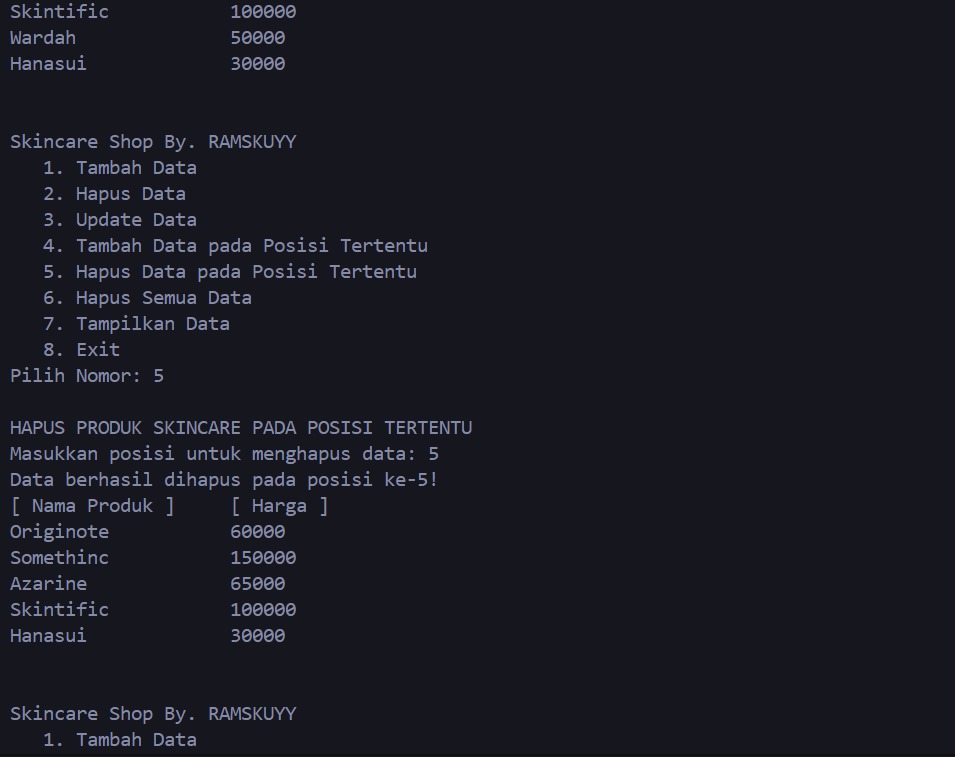 Skintific 100000
Wardah 50000
Hanasui 30000
Skincare Shop By. RAMSKUYY
1. Tambah Data
2. Hapus Data
3. Update Data
4. Tambah Data pada Posisi Tertentu
5. Hapus Data pada Posisi Tertentu
6. Hapus Semua Data
7. Tampilkan Data
8. Exit
Pilih Nomor: 5
HAPUS PRODUK SKINCARE PADA POSISI TERTENTU
Masukkan posisi untuk menghapus data: 5
Data berhasil dihapus pada posisi ke-5!
[ Nama Produk ] [ Harga ]
Originote 60000
Somethinc 150000
Azarine 65000
Skintific 100000
Hanasui 30000
Skincare Shop By. RAMSKUYY
1. Tambah Data